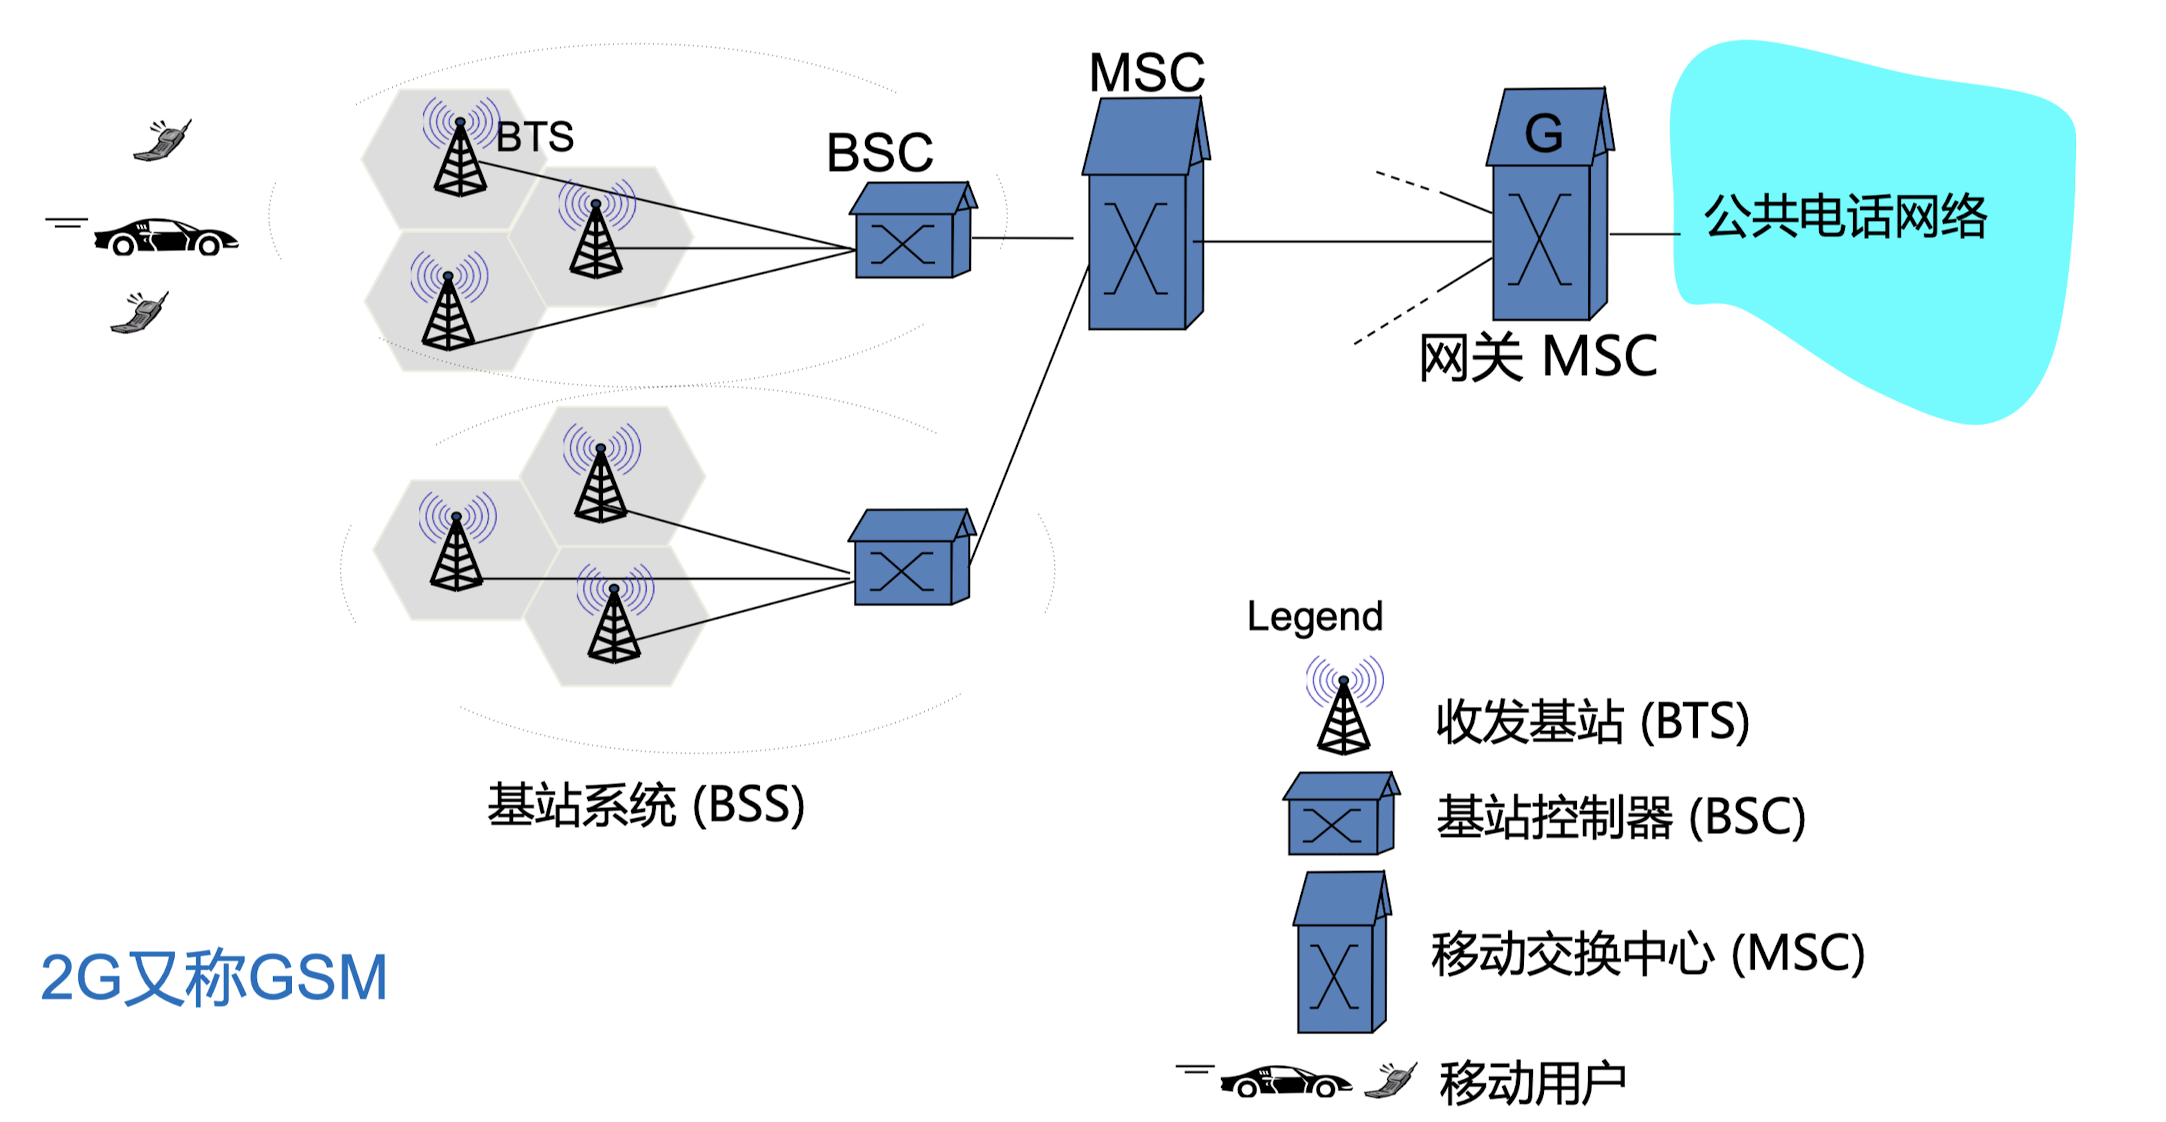 MSC
BTS
BSC
G
公共电话网络
网关 MSC
基站系统 (BSS)
Legend
收发基站 (BTS)
基站控制器 (BSC)
移动交换中心 (MSC)
移动用户
2G又称GSM